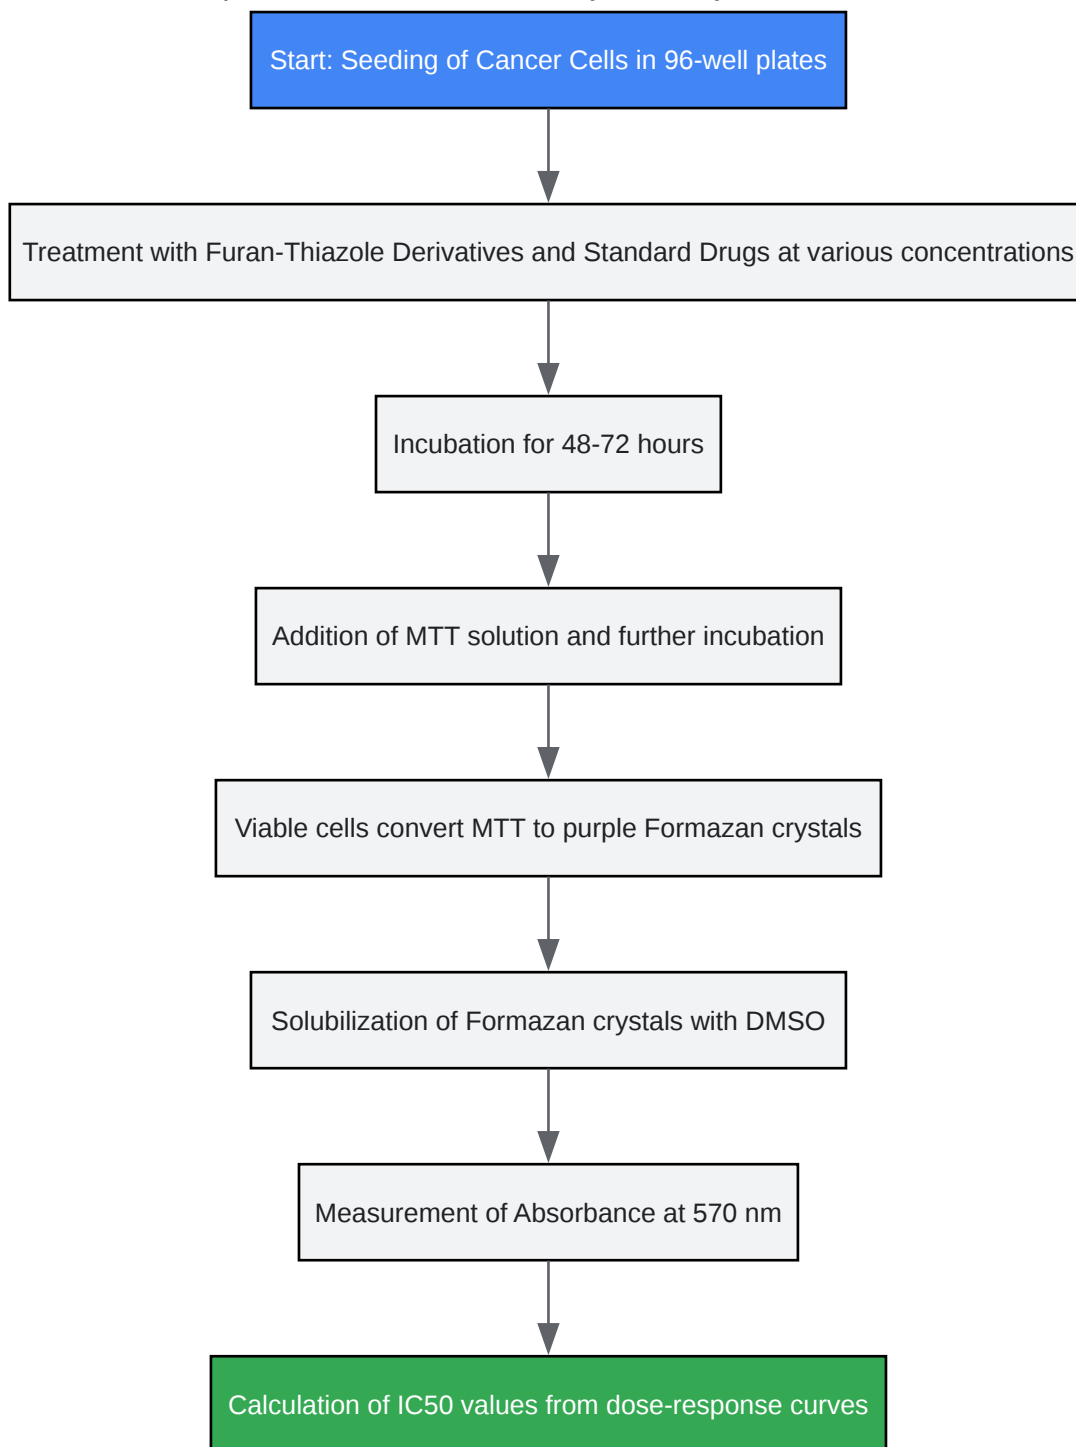 Start: Seeding of Cancer Cells in 96-well plates
Treatment with Furan-Thiazole Derivatives and Standard Drugs at various concentrations
Incubation for 48-72 hours
Addition of MTT solution and further incubation
Viable cells convert MTT to purple Formazan crystals
Solubilization of Formazan crystals with DMSO
Measurement of Absorbance at 570 nm
Calculation of IC50 values from dose-response curves